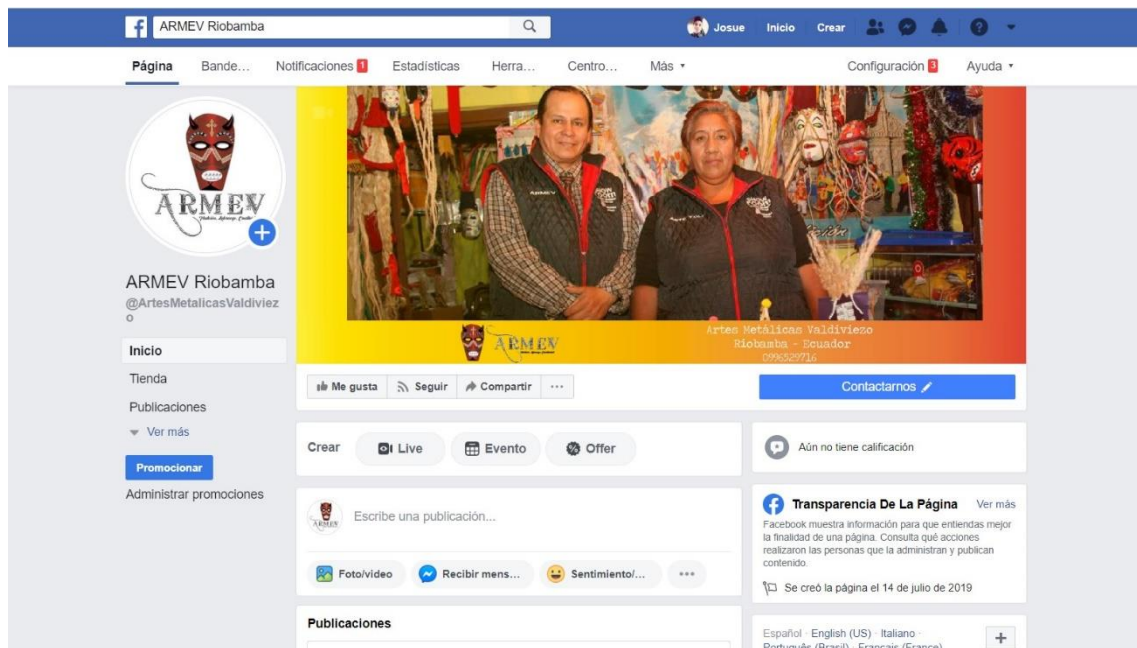 ARMEV Riobamba
Josue Inicio Crear
Página Bande... Notificaciones 1 Estadísticas Herra... Centro... Más Configuración 3 Ayuda
ARMEV
ARMEV Riobamba
@ArtesMetalicasValdiviez
o
Inicio
Tienda
Publicaciones
Ver más
Promocionar
Administrar promociones
ARMEV
Artes Metálicas Valdiviezo
Riobamba - Ecuador
0996529716
Me gusta Seguir Compartir ...
Contactarnos
Crear Live Evento Offer
Escribe una publicación...
Foto/video Recibir mens... Sentimiento/... ...
Publicaciones
Aún no tiene calificación
Transparencia De La Página Ver más
Facebook muestra información para que entiendas mejor
la finalidad de una página. Consulta qué acciones
realizaron las personas que la administran y publican
contenido.
Se creó la página el 14 de julio de 2019
Español · English (US) · Italiano ·
Português (Brasil) · Français (France)